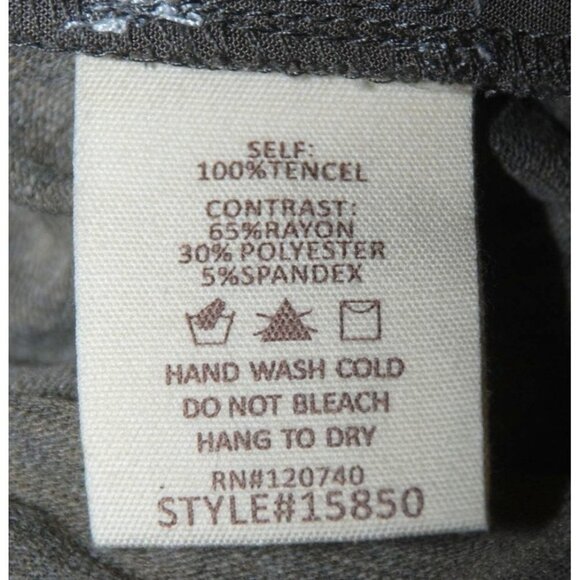 SELF:
100%TENCEL
CONTRAST:
65%RAYON
30% POLYESTER
5%SPANDEX
HAND WASH COLD
DO NOT BLEACH
HANG TO DRY
RN#120740
STYLE#15850